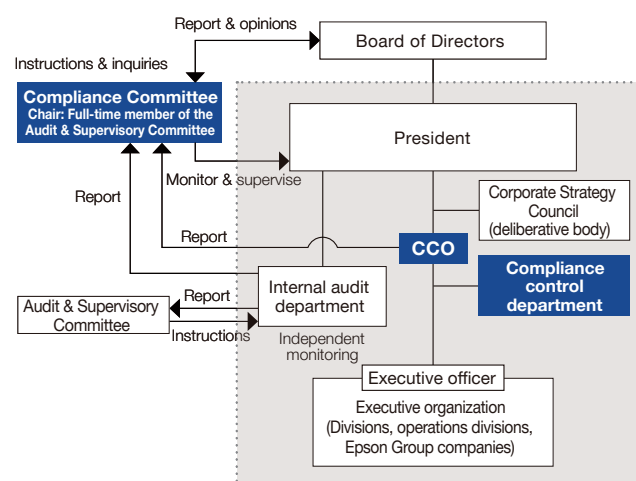 Report & opinions
Board of Directors
Instructions & inquiries
Compliance Committee
Chair: Full-time member of the
Audit & Supervisory Committee
President
Monitor & supervise
Report
Corporate Strategy
Council
(deliberative body)
Report
CCO
Compliance
control
department
Internal audit
department
Report
Audit & Supervisory
Committee
Instructions
Independent
monitoring
Executive officer
Executive organization
(Divisions, operations divisions,
Epson Group companies)